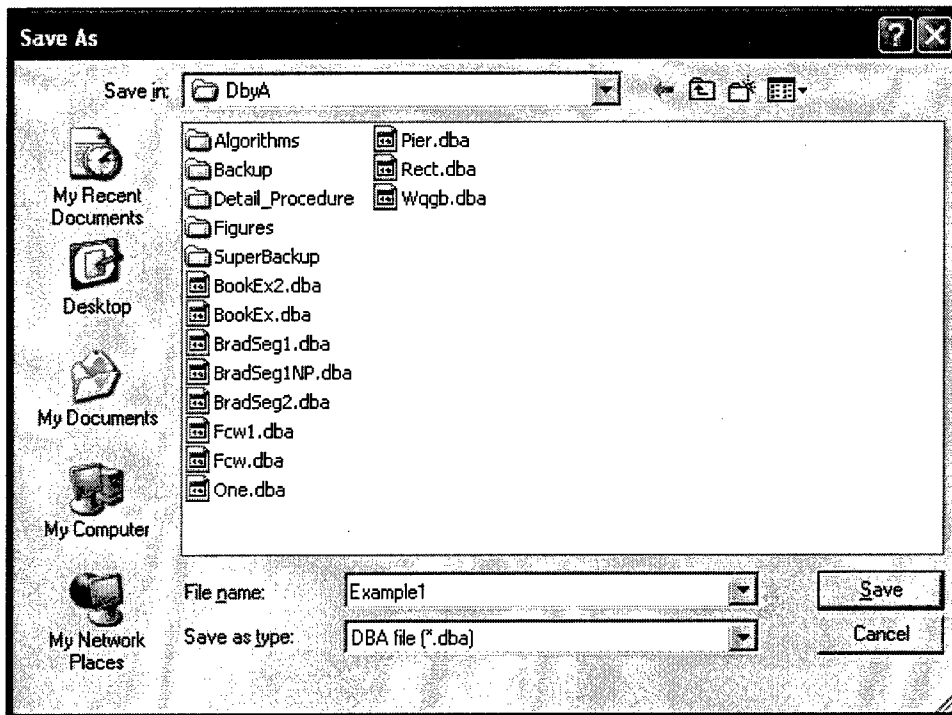 Save As
Save in: DbyA
My Recent
Documents
Desktop
My Documents
My Computer
My Network
Places
Algorithms
Backup
Detail_Procedure
Figures
SuperBackup
BookEx2.dba
BookEx.dba
BradSeg1.dba
BradSeg1NP.dba
BradSeg2.dba
Fcw1.dba
Fcw.dba
One.dba
Pier.dba
Rect.dba
Wqgb.dba
File name: Example1
Save
Save as type: DBA file (*.dba)
Cancel